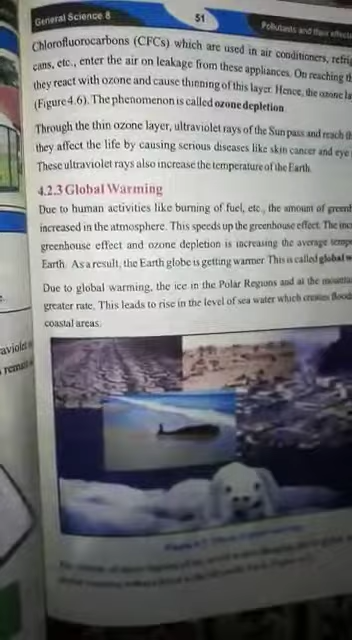 General Science 8
51
Pollutants and their effects
Chlorofluorocarbons (CFCs) which are used in air conditioners, refrig
cans, etc., enter the air on leakage from these appliances. On reaching th
they react with ozone and cause thinning of this layer. Hence, the ozone la
(Figure 4.6). The phenomenon is called ozone depletion.
Through the thin ozone layer, ultraviolet rays of the Sun pass and reach th
they affect the life by causing serious diseases like skin cancer and eye
These ultraviolet rays also increase the temperature of the Earth.
4.2.3 Global Warming
Due to human activities like burning of fuel, etc., the amount of greenh
increased in the atmosphere. This speeds up the greenhouse effect. The inc
greenhouse effect and ozone depletion is increasing the average tempe
Earth. As a result, the Earth globe is getting warmer. This is called global w
Due to global warming, the ice in the Polar Regions and at the mounta
greater rate. This leads to rise in the level of sea water which creates flood
coastal areas.